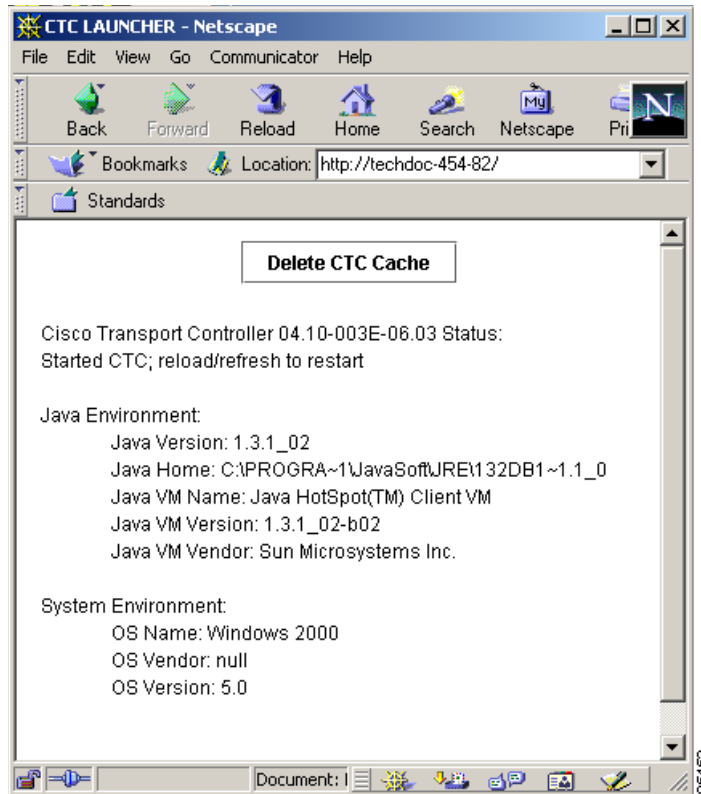 CTC LAUNCHER - Netscape
File Edit View Go Communicator Help
My
N
Back Forward Reload Home Search Netscape Pri
Bookmarks Location: http://techdoc-454-82/
Standards
Delete CTC Cache
Cisco Transport Controller 04.10-003E-06.03 Status:
Started CTC; reload/refresh to restart
Java Environment:
Java Version: 1.3.1_02
Java Home: C:\PROGRA~1\JavaSoft\JRE\132DB1~1.1_0
Java VM Name: Java HotSpot(TM) Client VM
Java VM Version: 1.3.1_02-b02
Java VM Vendor: Sun Microsystems Inc.
System Environment:
OS Name: Windows 2000
OS Vendor: null
OS Version: 5.0
Document: